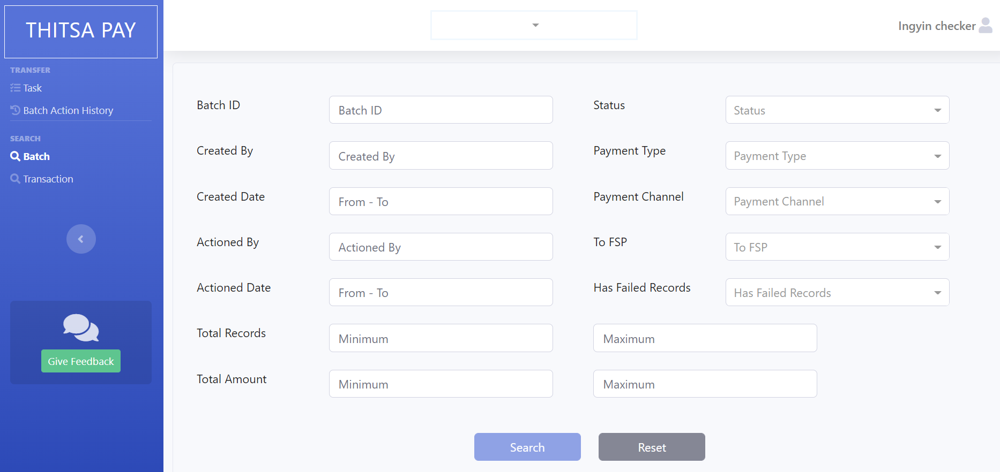 THITSA PAY
Ingyin checker
TRANSFER
Task
Batch Action History
SEARCH
Batch
Transaction
Give Feedback
Batch ID Batch ID Status Status
Created By Created By Payment Type Payment Type
Created Date From - To Payment Channel Payment Channel
Actioned By Actioned By To FSP To FSP
Actioned Date From - To Has Failed Records Has Failed Records
Total Records Minimum Maximum
Total Amount Minimum Maximum
Search Reset